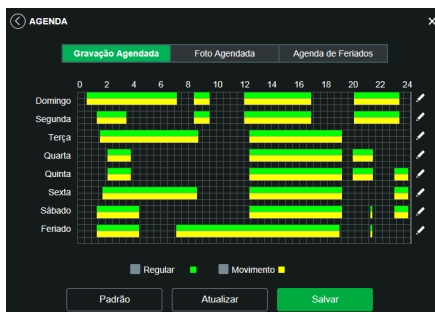 AGENDA
Gravação Agendada Foto Agendada Agenda de Feriados
0 2 4 6 8 10 12 14 16 18 20 22 24
Domingo
Segunda
Terça
Quarta
Quinta
Sexta
Sábado
Feriado
Regular Movimento
Padrão Atualizar Salvar